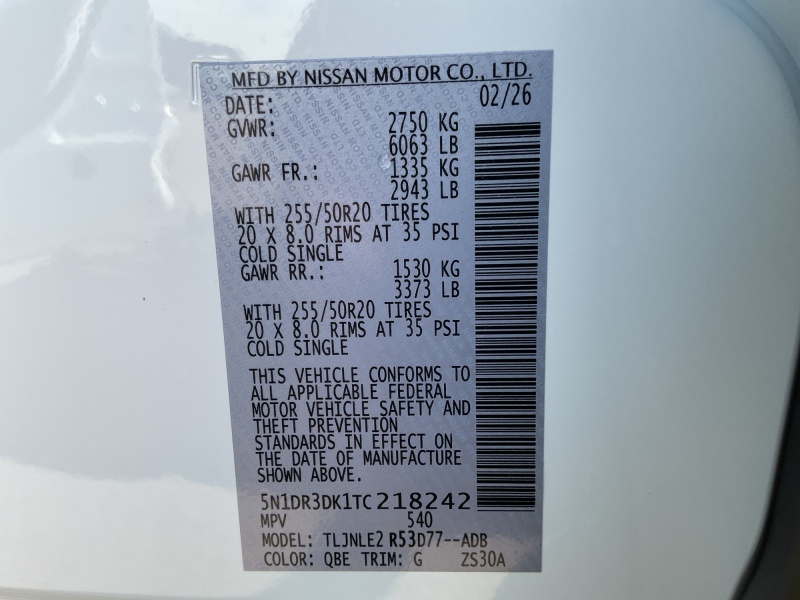 MFD BY NISSAN MOTOR CO., LTD.
DATE: 02/26
GVWR: 2750 KG
6063 LB
GAWR FR.: 1335 KG
2943 LB
WITH 255/50R20 TIRES
20 X 8.0 RIMS AT 35 PSI
COLD SINGLE
GAWR RR.: 1530 KG
3373 LB
WITH 255/50R20 TIRES
20 X 8.0 RIMS AT 35 PSI
COLD SINGLE
THIS VEHICLE CONFORMS TO
ALL APPLICABLE FEDERAL
MOTOR VEHICLE SAFETY AND
THEFT PREVENTION
STANDARDS IN EFFECT ON
THE DATE OF MANUFACTURE
SHOWN ABOVE.
5N1DR3DK1TC218242
MPV 540
MODEL: TLJNLE2 R53D77--ADB
COLOR: QBE TRIM: G ZS30A